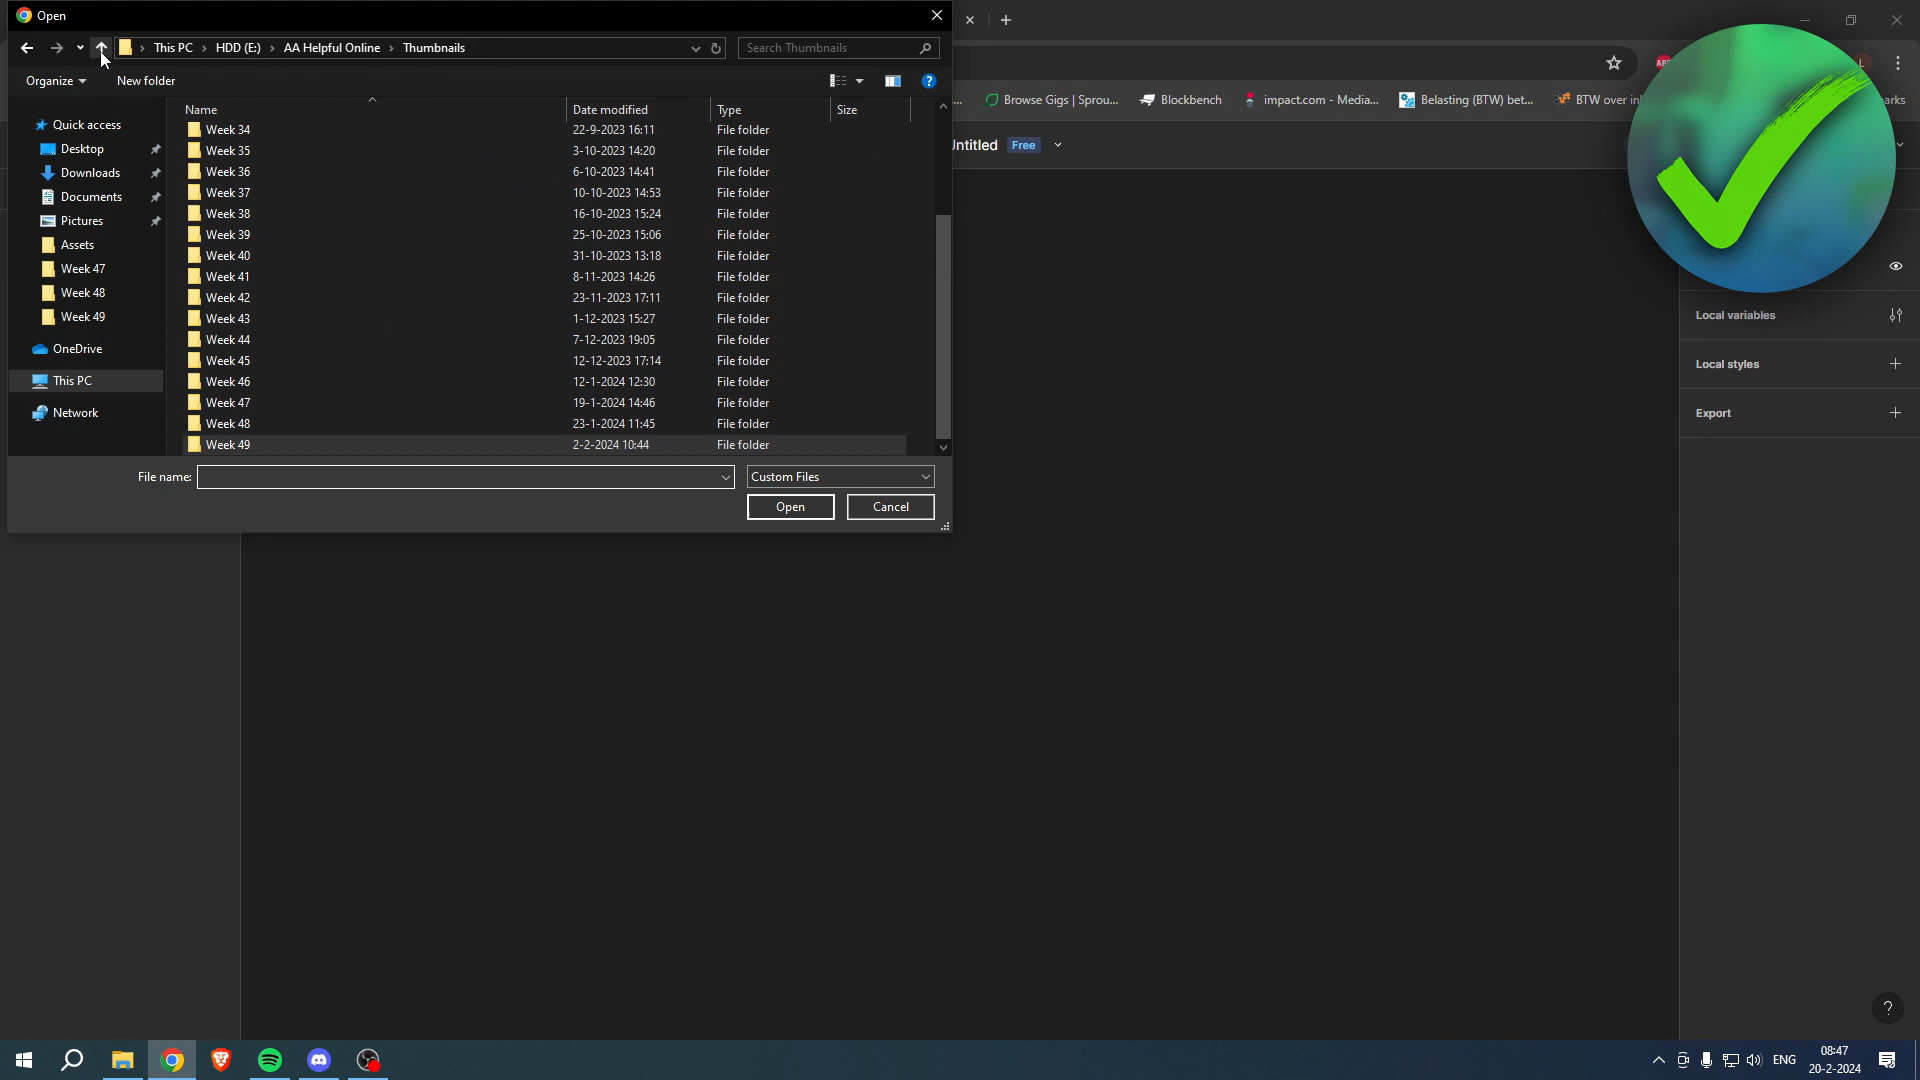 Open
This PC > HDD (E:) > AA Helpful Online > Thumbnails
Search Thumbnails
Organize
New folder
Name
Date modified
Type
Size
Quick access
Desktop
Downloads
Documents
Pictures
Assets
Week 47
Week 48
Week 49
OneDrive
This PC
Network
Week 34 22-9-2023 16:11 File folder
Week 35 3-10-2023 14:20 File folder
Week 36 6-10-2023 14:41 File folder
Week 37 10-10-2023 14:53 File folder
Week 38 16-10-2023 15:24 File folder
Week 39 25-10-2023 15:06 File folder
Week 40 31-10-2023 13:18 File folder
Week 41 8-11-2023 14:26 File folder
Week 42 23-11-2023 17:11 File folder
Week 43 1-12-2023 15:27 File folder
Week 44 7-12-2023 19:05 File folder
Week 45 12-12-2023 17:14 File folder
Week 46 12-1-2024 12:30 File folder
Week 47 19-1-2024 14:46 File folder
Week 48 23-1-2024 11:45 File folder
Week 49 2-2-2024 10:44 File folder
File name:
Custom Files
Open
Cancel
... Browse Gigs | Sprou...
Blockbench
impact.com - Media...
Belasting (BTW) bet...
BTW over
Untitled Free
Local variables
Local styles
Export
?
ENG
08:47
20-2-2024